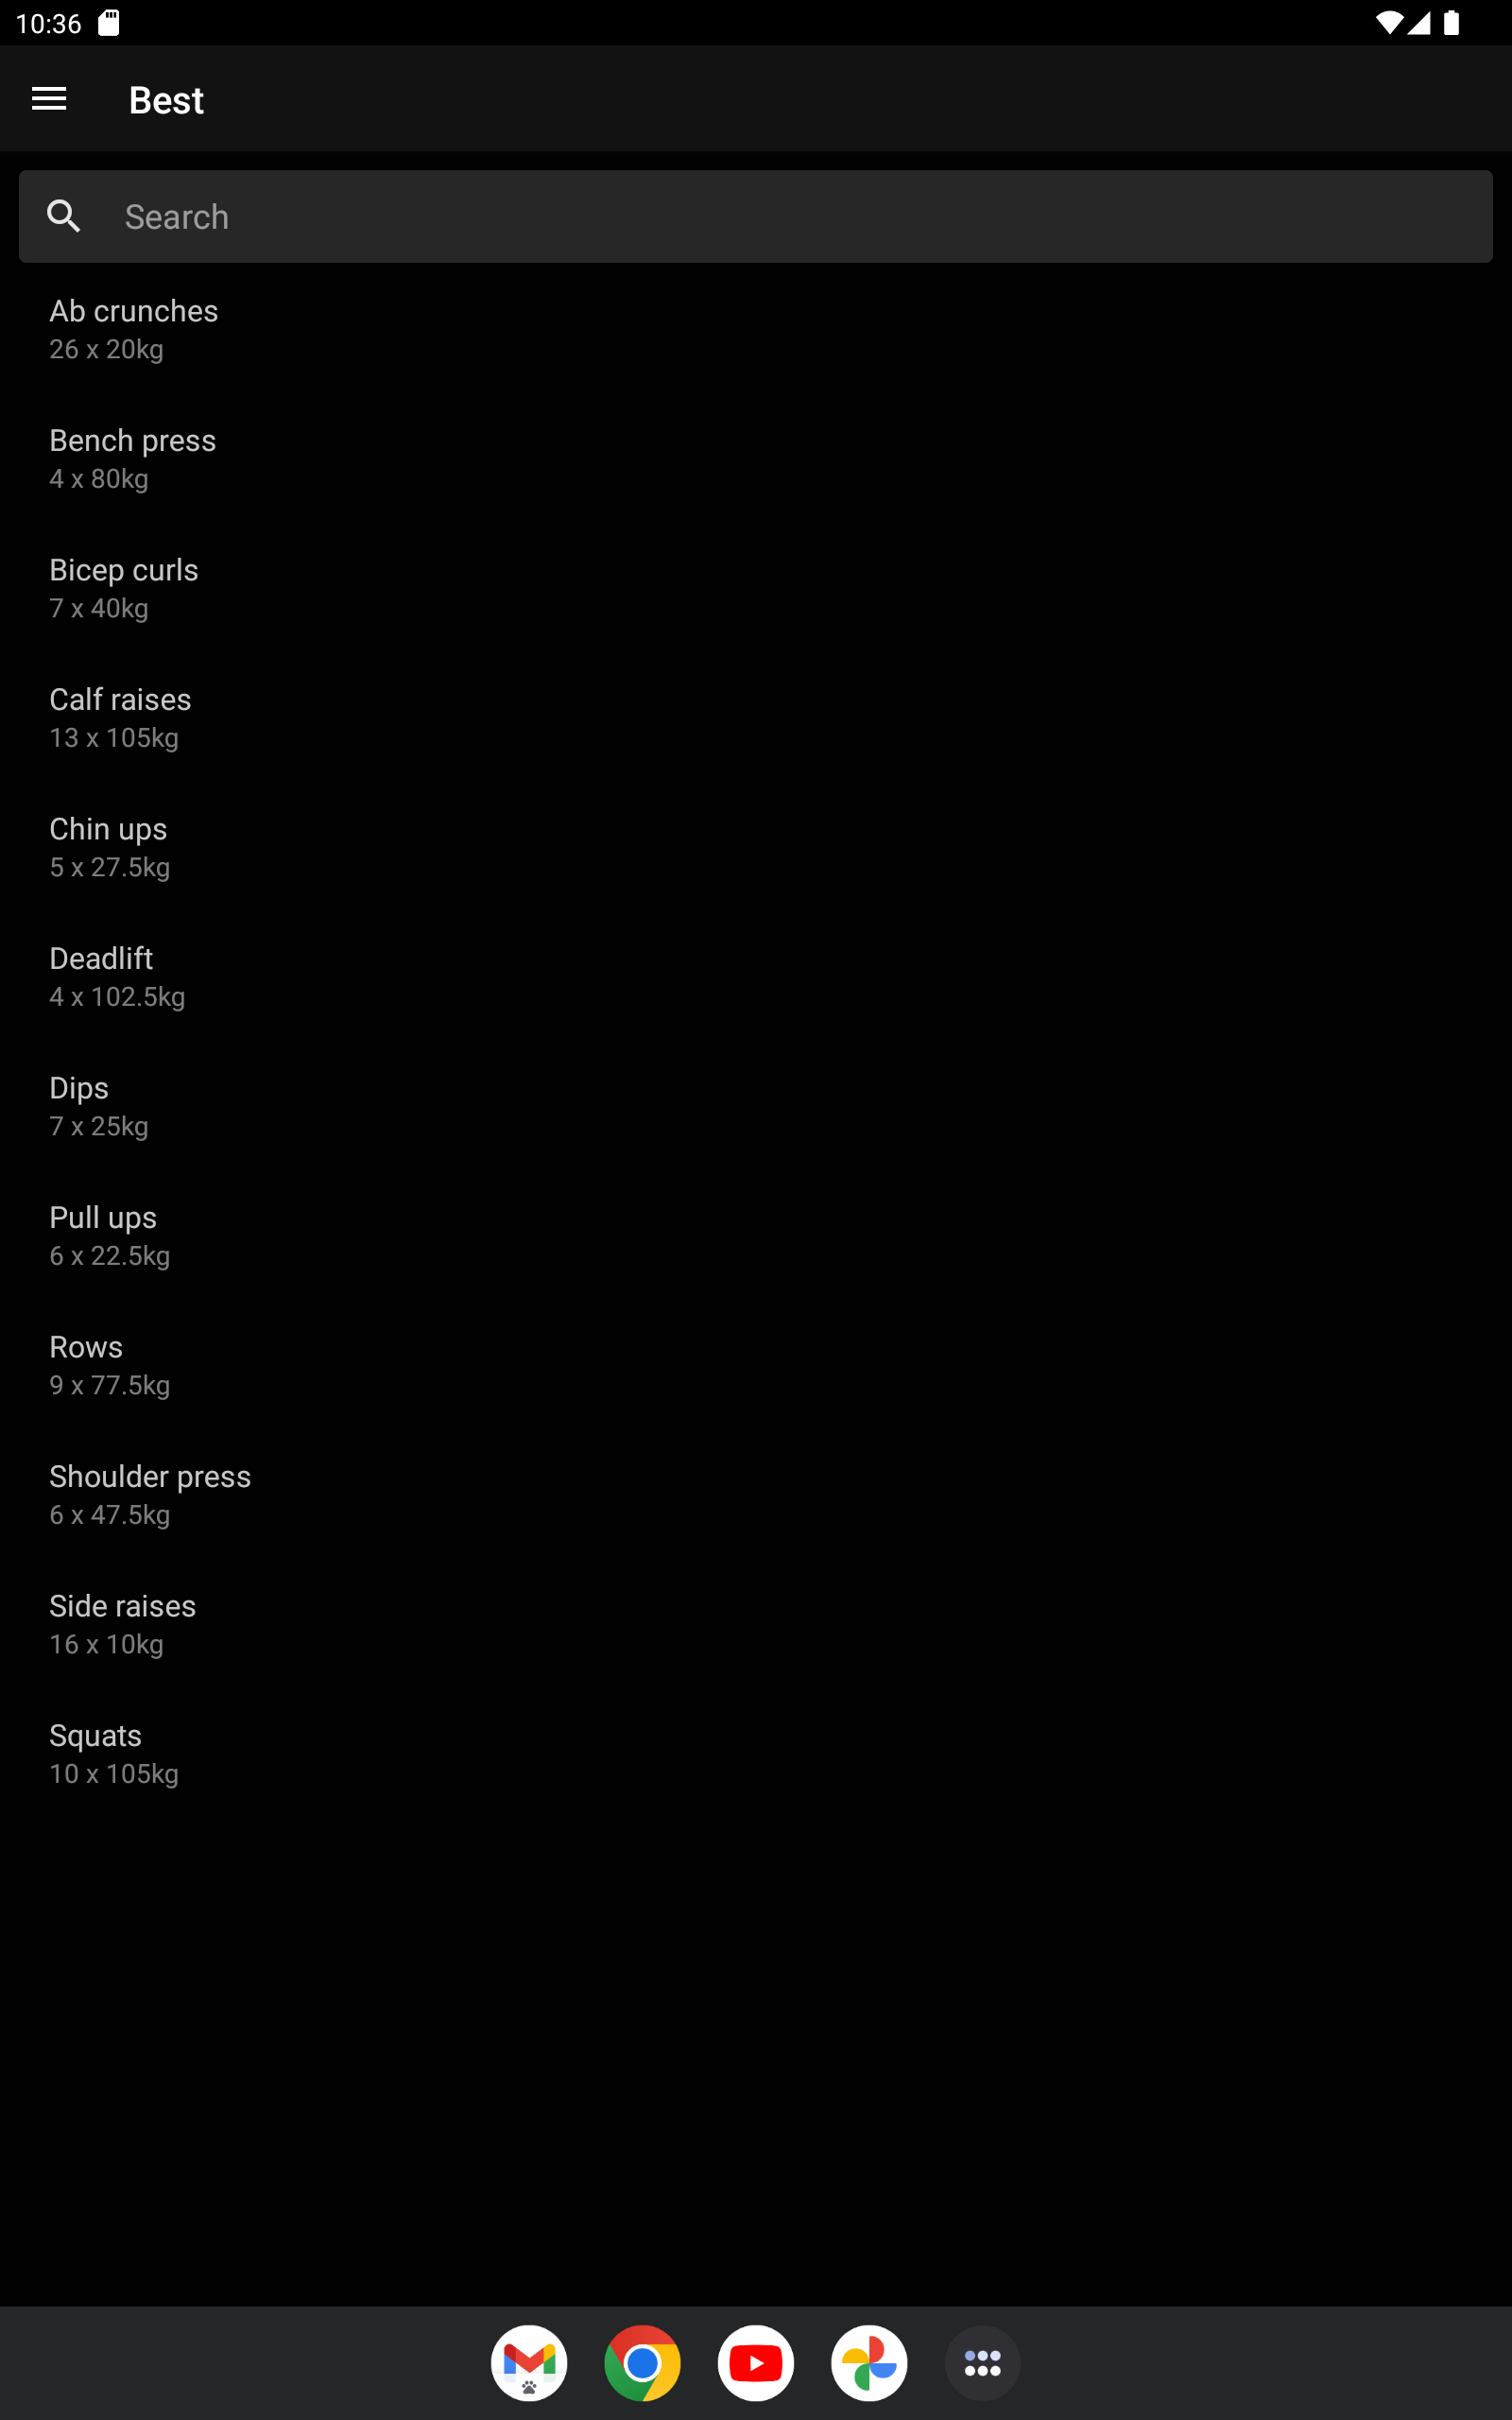 10:36
Best
Search
Ab crunches
26 x 20kg
Bench press
4 x 80kg
Bicep curls
7 x 40kg
Calf raises
13 x 105kg
Chin ups
5 x 27.5kg
Deadlift
4 x 102.5kg
Dips
7 x 25kg
Pull ups
6 x 22.5kg
Rows
9 x 77.5kg
Shoulder press
6 x 47.5kg
Side raises
16 x 10kg
Squats
10 x 105kg